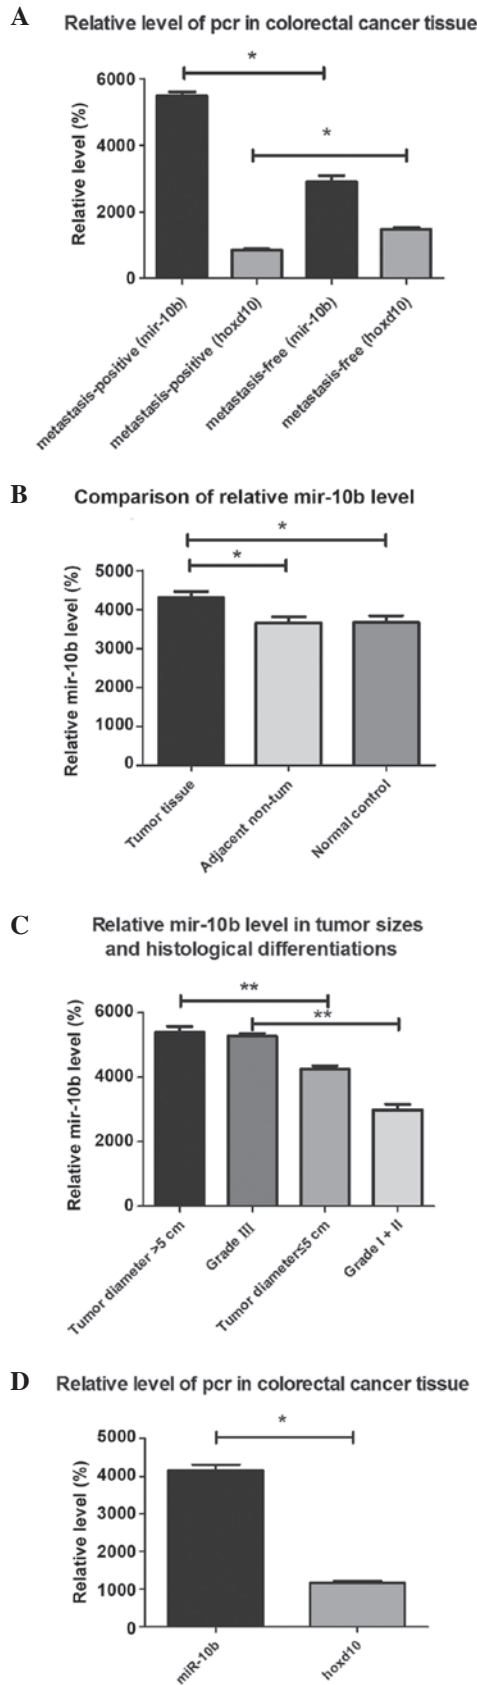 A
Relative level of pcr in colorectal cancer tissue
*
*
Relative level (%)
6000
4000
2000
0
metastasis-positive (mir-10b)
metastasis-positive (hoxd10)
metastasis-free (mir-10b)
metastasis-free (hoxd10)
B
Comparison of relative mir-10b level
*
*
Relative mir-10b level (%)
5000
4000
3000
2000
1000
0
Tumor tissue
Adjacent non-tum
Normal control
C
Relative mir-10b level in tumor sizes
and histological differentiations
**
**
Relative mir-10b level (%)
6000
4000
2000
0
Tumor diameter >5 cm
Grade III
Tumor diameter≤5 cm
Grade I + II
D
Relative level of pcr in colorectal cancer tissue
*
Relative level (%)
5000
4000
3000
2000
1000
0
miR-10b
hoxd10